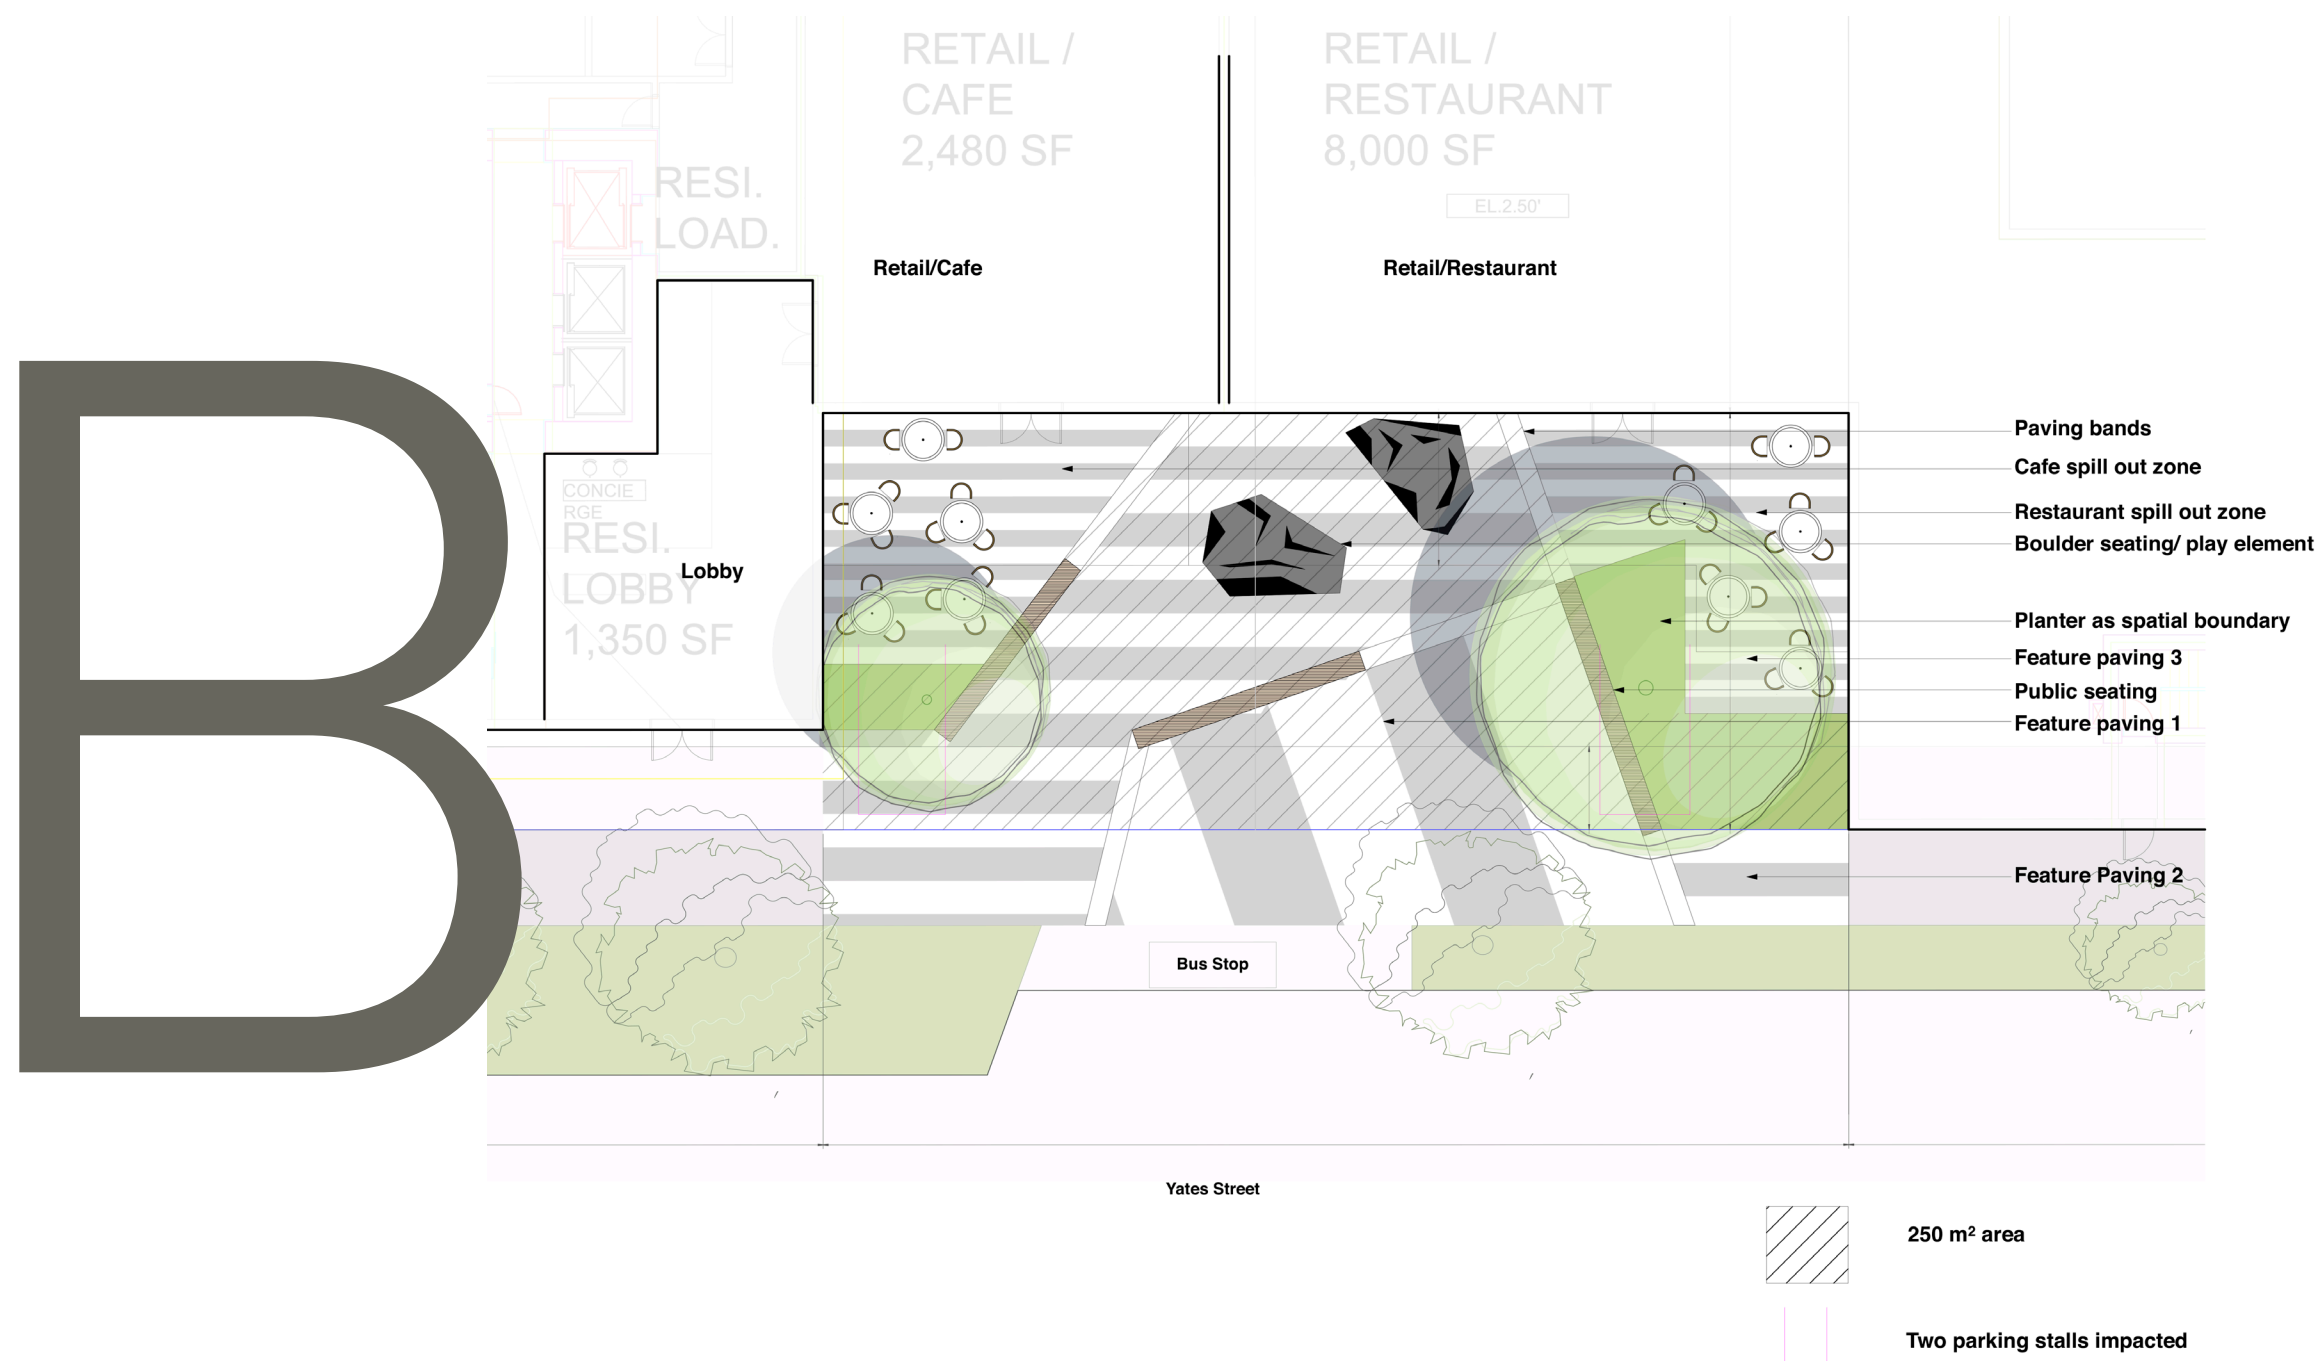 B
RETAIL /
CAFE
2,480 SF
RETAIL /
RESTAURANT
8,000 SF
EL.2.50'
RESI.
LOAD.
Retail/Cafe
Retail/Restaurant
CONCIE
RGE
RESI.
LOBBY
1,350 SF
Lobby
Paving bands
Cafe spill out zone
Restaurant spill out zone
Boulder seating/ play element
Planter as spatial boundary
Feature paving 3
Public seating
Feature paving 1
Feature Paving 2
Bus Stop
Yates Street
250 m² area
Two parking stalls impacted